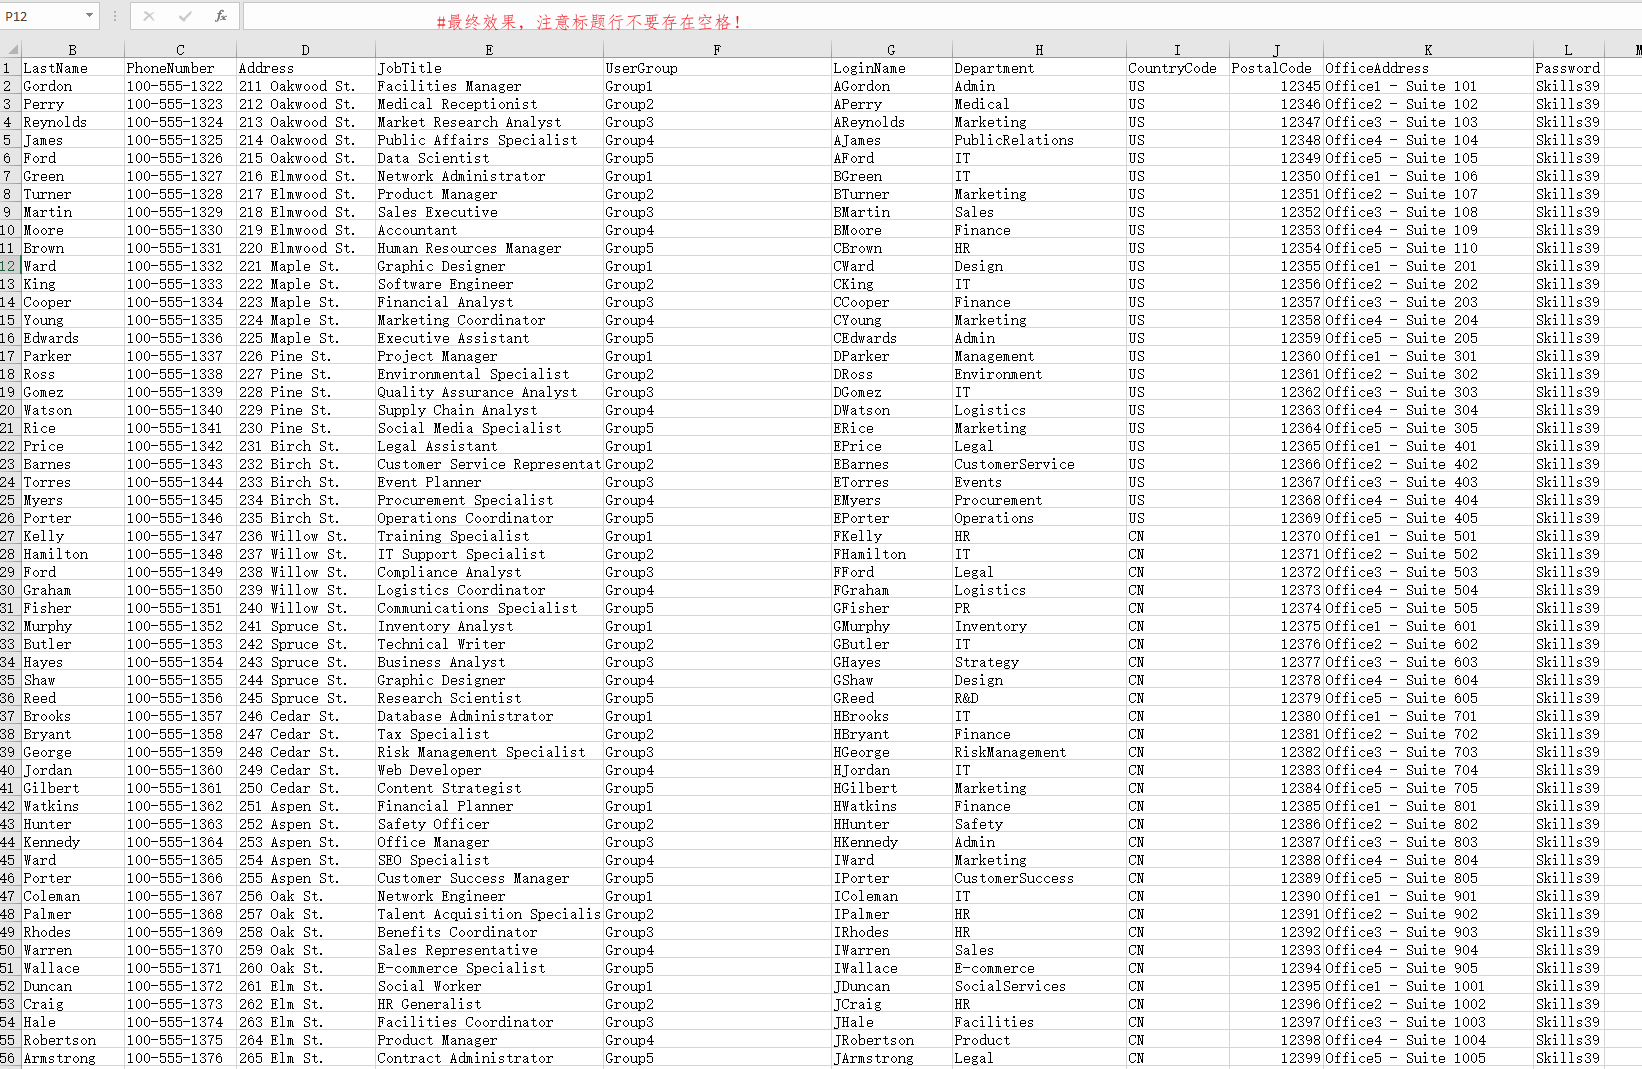 P12 fx #最终效果，注意标题行不要存在空格！
B C D E F G H I J K L M
1 LastName PhoneNumber Address JobTitle UserGroup LoginName Department CountryCode PostalCode OfficeAddress Password
2 Gordon 100-555-1322 211 Oakwood St. Facilities Manager Group1 AGordon Admin US 12345 Office1 - Suite 101 Skills39
3 Perry 100-555-1323 212 Oakwood St. Medical Receptionist Group2 APerry Medical US 12346 Office2 - Suite 102 Skills39
4 Reynolds 100-555-1324 213 Oakwood St. Market Research Analyst Group3 AReynolds Marketing US 12347 Office3 - Suite 103 Skills39
5 James 100-555-1325 214 Oakwood St. Public Affairs Specialist Group4 AJames PublicRelations US 12348 Office4 - Suite 104 Skills39
6 Ford 100-555-1326 215 Oakwood St. Data Scientist Group5 AFord IT US 12349 Office5 - Suite 105 Skills39
7 Green 100-555-1327 216 Elmwood St. Network Administrator Group1 BGreen IT US 12350 Office1 - Suite 106 Skills39
8 Turner 100-555-1328 217 Elmwood St. Product Manager Group2 BTurner Marketing US 12351 Office2 - Suite 107 Skills39
9 Martin 100-555-1329 218 Elmwood St. Sales Executive Group3 BMartin Sales US 12352 Office3 - Suite 108 Skills39
10 Moore 100-555-1330 219 Elmwood St. Accountant Group4 BMoore Finance US 12353 Office4 - Suite 109 Skills39
11 Brown 100-555-1331 220 Elmwood St. Human Resources Manager Group5 CBrown HR US 12354 Office5 - Suite 110 Skills39
12 Ward 100-555-1332 221 Maple St. Graphic Designer Group1 CWard Design US 12355 Office1 - Suite 201 Skills39
13 King 100-555-1333 222 Maple St. Software Engineer Group2 CKing IT US 12356 Office2 - Suite 202 Skills39
14 Cooper 100-555-1334 223 Maple St. Financial Analyst Group3 CCooper Finance US 12357 Office3 - Suite 203 Skills39
15 Young 100-555-1335 224 Maple St. Marketing Coordinator Group4 CYoung Marketing US 12358 Office4 - Suite 204 Skills39
16 Edwards 100-555-1336 225 Maple St. Executive Assistant Group5 CEdwards Admin US 12359 Office5 - Suite 205 Skills39
17 Parker 100-555-1337 226 Pine St. Project Manager Group1 DParker Management US 12360 Office1 - Suite 301 Skills39
18 Ross 100-555-1338 227 Pine St. Environmental Specialist Group2 DRoss Environment US 12361 Office2 - Suite 302 Skills39
19 Gomez 100-555-1339 228 Pine St. Quality Assurance Analyst Group3 DGomez IT US 12362 Office3 - Suite 303 Skills39
20 Watson 100-555-1340 229 Pine St. Supply Chain Analyst Group4 DWatson Logistics US 12363 Office4 - Suite 304 Skills39
21 Rice 100-555-1341 230 Pine St. Social Media Specialist Group5 ERice Marketing US 12364 Office5 - Suite 305 Skills39
22 Price 100-555-1342 231 Birch St. Legal Assistant Group1 EPrice Legal US 12365 Office1 - Suite 401 Skills39
23 Barnes 100-555-1343 232 Birch St. Customer Service Representat Group2 EBarnes CustomerService US 12366 Office2 - Suite 402 Skills39
24 Torres 100-555-1344 233 Birch St. Event Planner Group3 ETorres Events US 12367 Office3 - Suite 403 Skills39
25 Myers 100-555-1345 234 Birch St. Procurement Specialist Group4 EMyers Procurement US 12368 Office4 - Suite 404 Skills39
26 Porter 100-555-1346 235 Birch St. Operations Coordinator Group5 EPorter Operations US 12369 Office5 - Suite 405 Skills39
27 Kelly 100-555-1347 236 Willow St. Training Specialist Group1 FKelly HR CN 12370 Office1 - Suite 501 Skills39
28 Hamilton 100-555-1348 237 Willow St. IT Support Specialist Group2 FHamilton IT CN 12371 Office2 - Suite 502 Skills39
29 Ford 100-555-1349 238 Willow St. Compliance Analyst Group3 FFord Legal CN 12372 Office3 - Suite 503 Skills39
30 Graham 100-555-1350 239 Willow St. Logistics Coordinator Group4 FGraham Logistics CN 12373 Office4 - Suite 504 Skills39
31 Fisher 100-555-1351 240 Willow St. Communications Specialist Group5 GFisher PR CN 12374 Office5 - Suite 505 Skills39
32 Murphy 100-555-1352 241 Spruce St. Inventory Analyst Group1 GMurphy Inventory CN 12375 Office1 - Suite 601 Skills39
33 Butler 100-555-1353 242 Spruce St. Technical Writer Group2 GButler IT CN 12376 Office2 - Suite 602 Skills39
34 Hayes 100-555-1354 243 Spruce St. Business Analyst Group3 GHayes Strategy CN 12377 Office3 - Suite 603 Skills39
35 Shaw 100-555-1355 244 Spruce St. Graphic Designer Group4 GShaw Design CN 12378 Office4 - Suite 604 Skills39
36 Reed 100-555-1356 245 Spruce St. Research Scientist Group5 GReed R&D CN 12379 Office5 - Suite 605 Skills39
37 Brooks 100-555-1357 246 Cedar St. Database Administrator Group1 HBrooks IT CN 12380 Office1 - Suite 701 Skills39
38 Bryant 100-555-1358 247 Cedar St. Tax Specialist Group2 HBryant Finance CN 12381 Office2 - Suite 702 Skills39
39 George 100-555-1359 248 Cedar St. Risk Management Specialist Group3 HGeorge RiskManagement CN 12382 Office3 - Suite 703 Skills39
40 Jordan 100-555-1360 249 Cedar St. Web Developer Group4 HJordan IT CN 12383 Office4 - Suite 704 Skills39
41 Gilbert 100-555-1361 250 Cedar St. Content Strategist Group5 HGilbert Marketing CN 12384 Office5 - Suite 705 Skills39
42 Watkins 100-555-1362 251 Aspen St. Financial Planner Group1 HWatkins Finance CN 12385 Office1 - Suite 801 Skills39
43 Hunter 100-555-1363 252 Aspen St. Safety Officer Group2 HHunter Safety CN 12386 Office2 - Suite 802 Skills39
44 Kennedy 100-555-1364 253 Aspen St. Office Manager Group3 HKennedy Admin CN 12387 Office3 - Suite 803 Skills39
45 Ward 100-555-1365 254 Aspen St. SEO Specialist Group4 IWard Marketing CN 12388 Office4 - Suite 804 Skills39
46 Porter 100-555-1366 255 Aspen St. Customer Success Manager Group5 IPorter CustomerSuccess CN 12389 Office5 - Suite 805 Skills39
47 Coleman 100-555-1367 256 Oak St. Network Engineer Group1 IColeman IT CN 12390 Office1 - Suite 901 Skills39
48 Palmer 100-555-1368 257 Oak St. Talent Acquisition Specialis Group2 IPalmer HR CN 12391 Office2 - Suite 902 Skills39
49 Rhodes 100-555-1369 258 Oak St. Benefits Coordinator Group3 IRhodes HR CN 12392 Office3 - Suite 903 Skills39
50 Warren 100-555-1370 259 Oak St. Sales Representative Group4 IWarren Sales CN 12393 Office4 - Suite 904 Skills39
51 Wallace 100-555-1371 260 Oak St. E-commerce Specialist Group5 IWallace E-commerce CN 12394 Office5 - Suite 905 Skills39
52 Duncan 100-555-1372 261 Elm St. Social Worker Group1 JDuncan SocialServices CN 12395 Office1 - Suite 1001 Skills39
53 Craig 100-555-1373 262 Elm St. HR Generalist Group2 JCraig HR CN 12396 Office2 - Suite 1002 Skills39
54 Hale 100-555-1374 263 Elm St. Facilities Coordinator Group3 JHale Facilities CN 12397 Office3 - Suite 1003 Skills39
55 Robertson 100-555-1375 264 Elm St. Product Manager Group4 JRobertson Product CN 12398 Office4 - Suite 1004 Skills39
56 Armstrong 100-555-1376 265 Elm St. Contract Administrator Group5 JArmstrong Legal CN 12399 Office5 - Suite 1005 Skills39